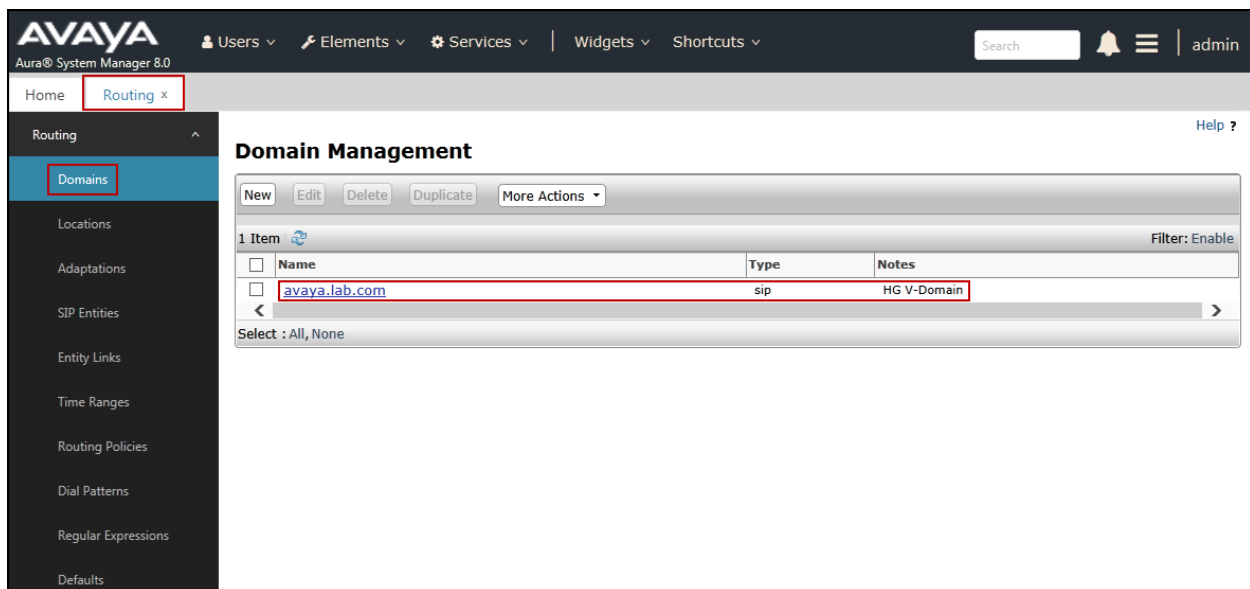 AVAYA
Aura® System Manager 8.0
Users Elements Services | Widgets Shortcuts Search admin
Home Routing x
Routing
Help ?
Domain Management
Domains
New Edit Delete Duplicate More Actions
Locations
1 Item Filter: Enable
Name Type Notes
Adaptations
avaya.lab.com sip HG V-Domain
SIP Entities
Select : All, None
Entity Links
Time Ranges
Routing Policies
Dial Patterns
Regular Expressions
Defaults